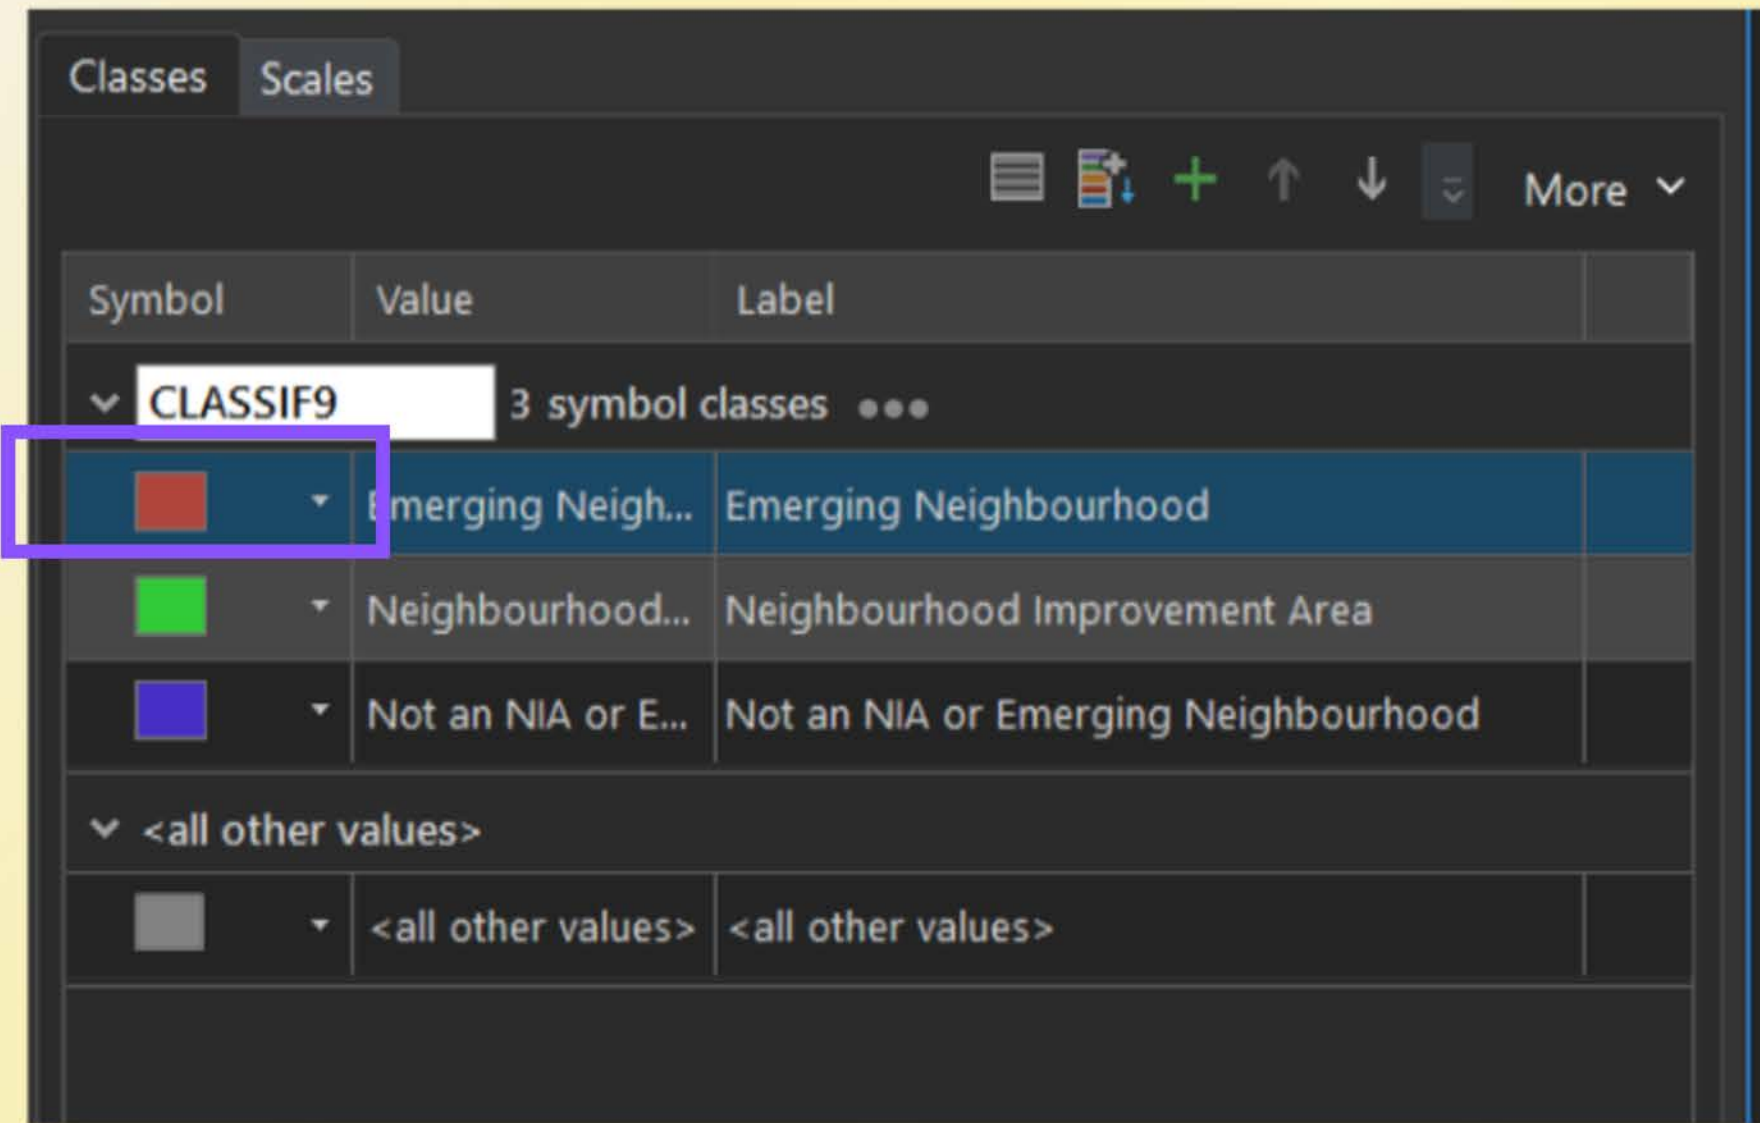 Classes Scales
More
Symbol Value Label
CLASSIF9 3 symbol classes
Emerging Neigh... Emerging Neighbourhood
Neighbourhood... Neighbourhood Improvement Area
Not an NIA or E... Not an NIA or Emerging Neighbourhood
<all other values>
<all other values> <all other values>